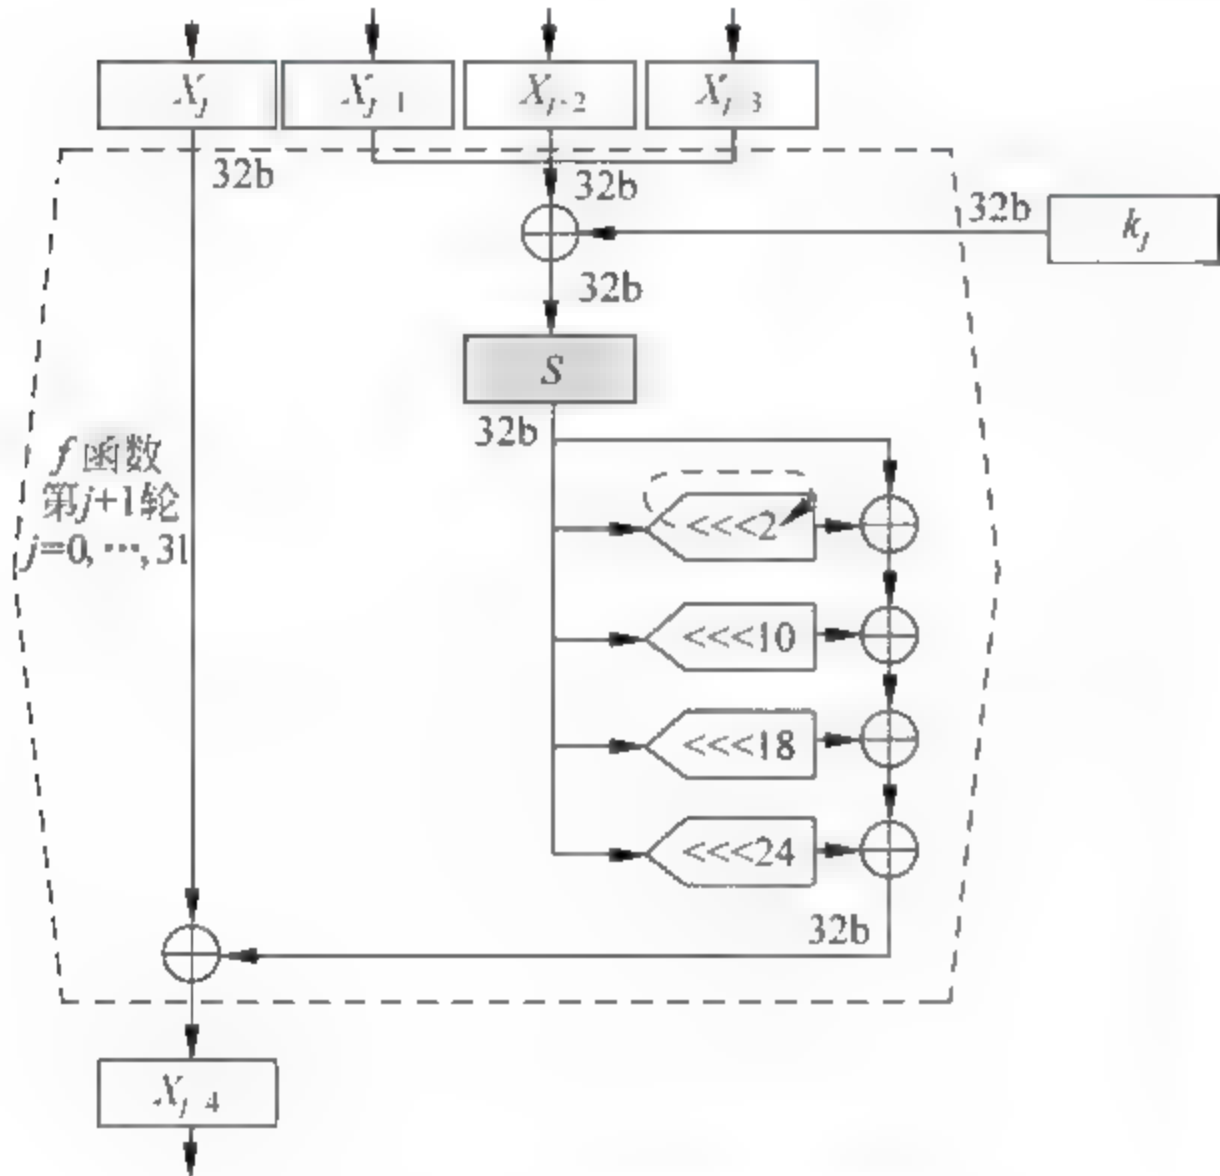 X_j X_{j+1} X_{j+2} X_{j+3}
32b
32b
32b
k_j
32b
S
32b
f 函数
第j+1轮
j=0,…,31
<<<2
<<<10
<<<18
<<<24
32b
X_{j+4}